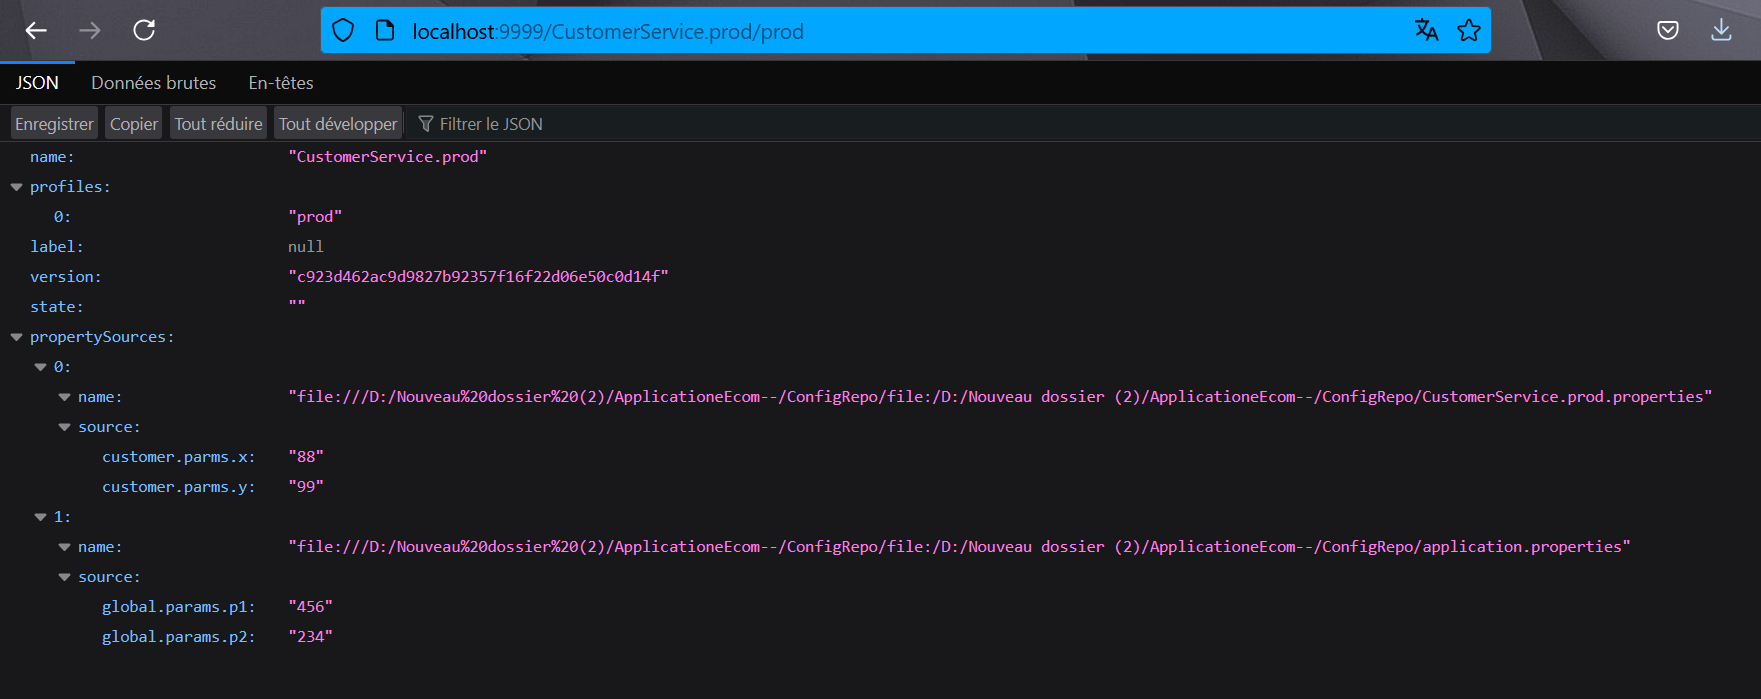 localhost:9999/CustomerService.prod/prod
JSON Données brutes En-têtes
Enregistrer Copier Tout réduire Tout développer Filtrer le JSON
name: "CustomerService.prod"
profiles:
0: "prod"
label: null
version: "c923d462ac9d9827b92357f16f22d06e50c0d14f"
state: ""
propertySources:
0:
name: "file:///D:/Nouveau%20dossier%20(2)/ApplicationeEcom--/ConfigRepo/file:/D:/Nouveau dossier (2)/ApplicationeEcom--/ConfigRepo/CustomerService.prod.properties"
source:
customer.parms.x: "88"
customer.parms.y: "99"
1:
name: "file:///D:/Nouveau%20dossier%20(2)/ApplicationeEcom--/ConfigRepo/file:/D:/Nouveau dossier (2)/ApplicationeEcom--/ConfigRepo/application.properties"
source:
global.params.p1: "456"
global.params.p2: "234"